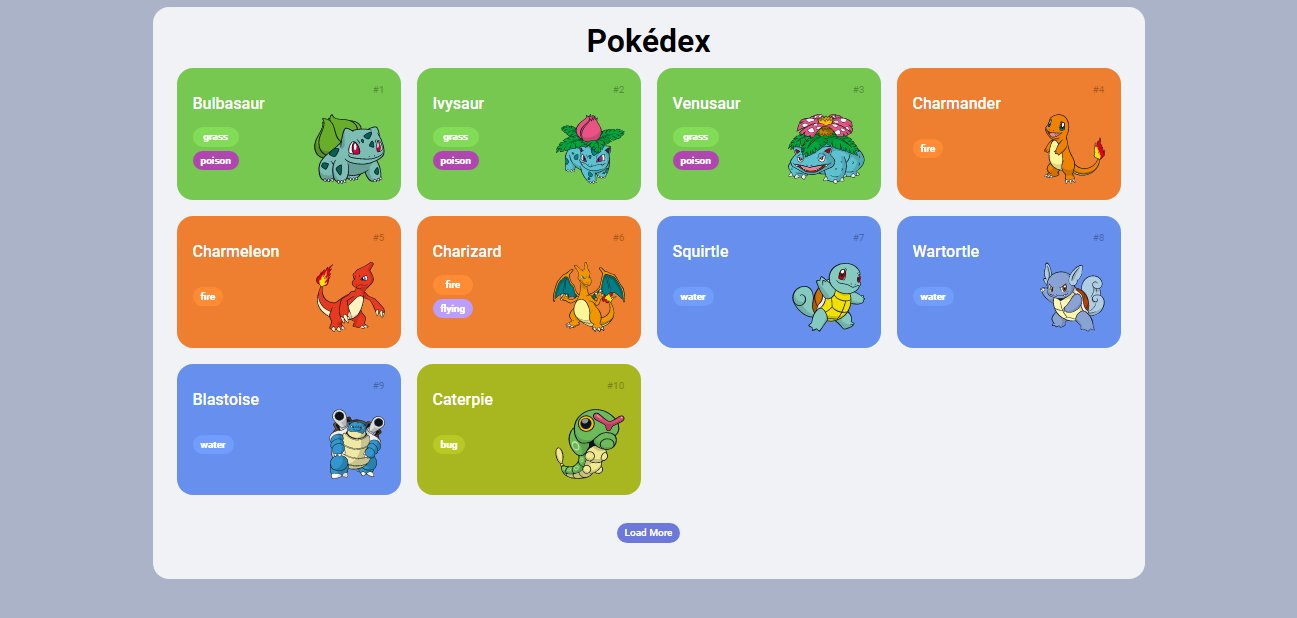 Pokédex
#1
Bulbasaur
grass
poison
#2
Ivysaur
grass
poison
#3
Venusaur
grass
poison
#4
Charmander
fire
#5
Charmeleon
fire
#6
Charizard
fire
flying
#7
Squirtle
water
#8
Wartortle
water
#9
Blastoise
water
#10
Caterpie
bug
Load More